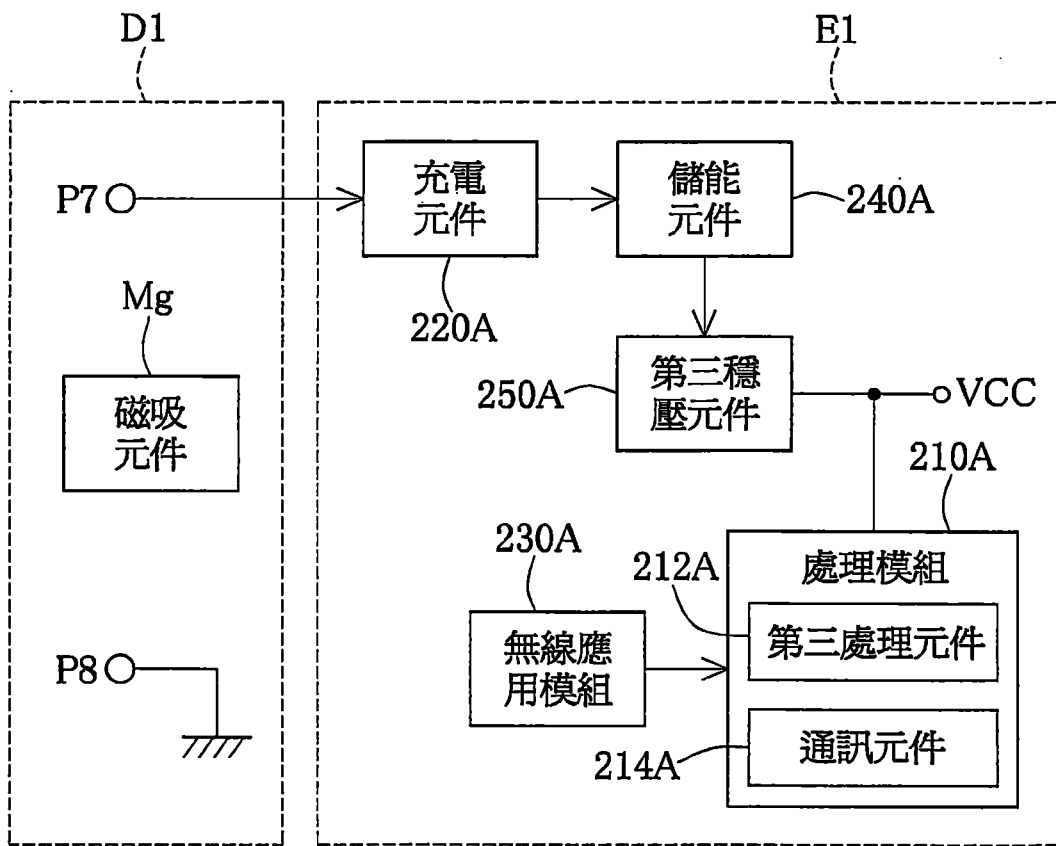 D1
E1
P7
充電
元件
儲能
元件
240A
220A
Mg
磁吸
元件
250A
第三穩
壓元件
VCC
210A
230A
212A
處理模組
無線應
用模組
第三處理元件
P8
214A
通訊元件